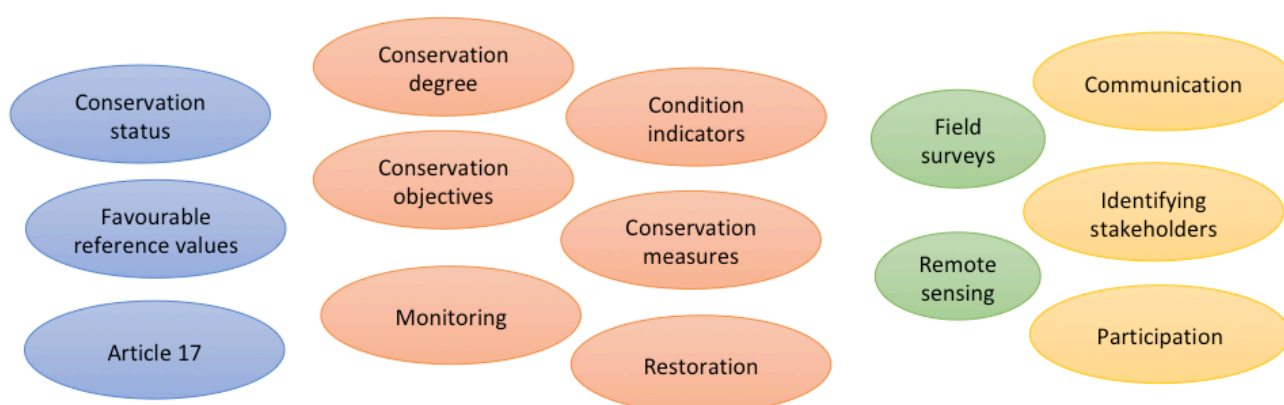 Conservation
status
Favourable
reference values
Article 17
Conservation
degree
Conservation
objectives
Monitoring
Condition
indicators
Conservation
measures
Restoration
Field
surveys
Remote
sensing
Communication
Identifying
stakeholders
Participation